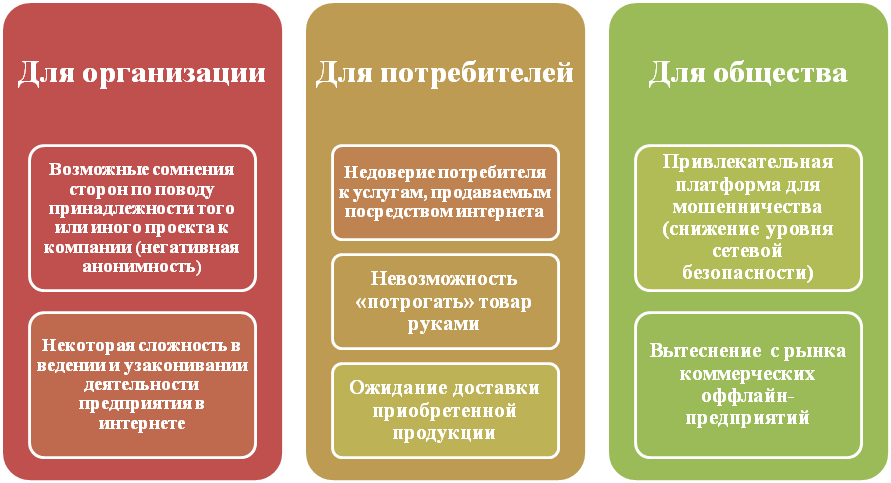 Для организации
Возможные сомнения
сторон по поводу
принадлежности того
или иного проекта к
компании (негативная
анонимность)
Некоторая сложность в
ведении и узаконивании
деятельности
предприятия в
интернете
Для потребителей
Недоверие потребителя
к услугам, продаваемым
посредством интернета
Невозможность
«потрогать» товар
руками
Ожидание доставки
приобретенной
продукции
Для общества
Привлекательная
платформа для
мошенничества
(снижение уровня
сетевой
безопасности)
Вытеснение с рынка
коммерческих
оффлайн-
предприятий